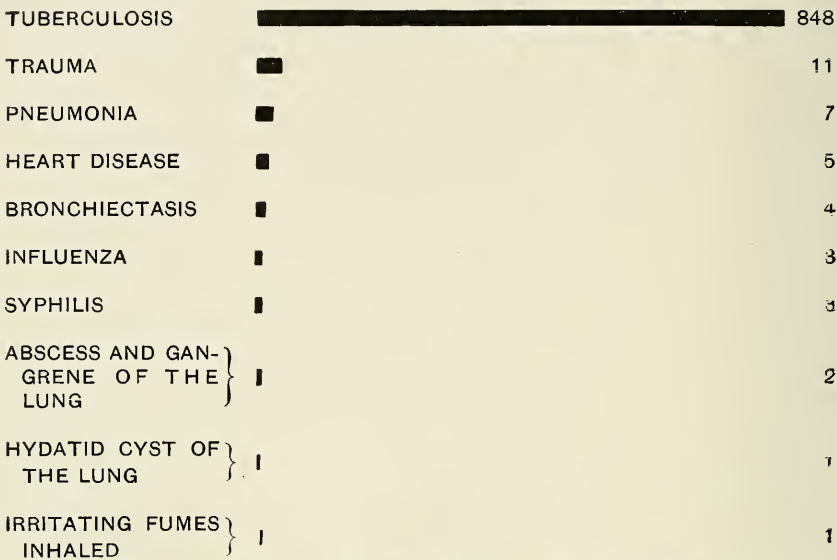 TUBERCULOSIS 848
TRAUMA 11
PNEUMONIA 7
HEART DISEASE 5
BRONCHIECTASIS 4
INFLUENZA 3
SYPHILIS 3
ABSCESS AND GAN-
GRENE OF THE 2
LUNG
HYDATID CYST OF
THE LUNG 1
IRRITATING FUMES
INHALED 1